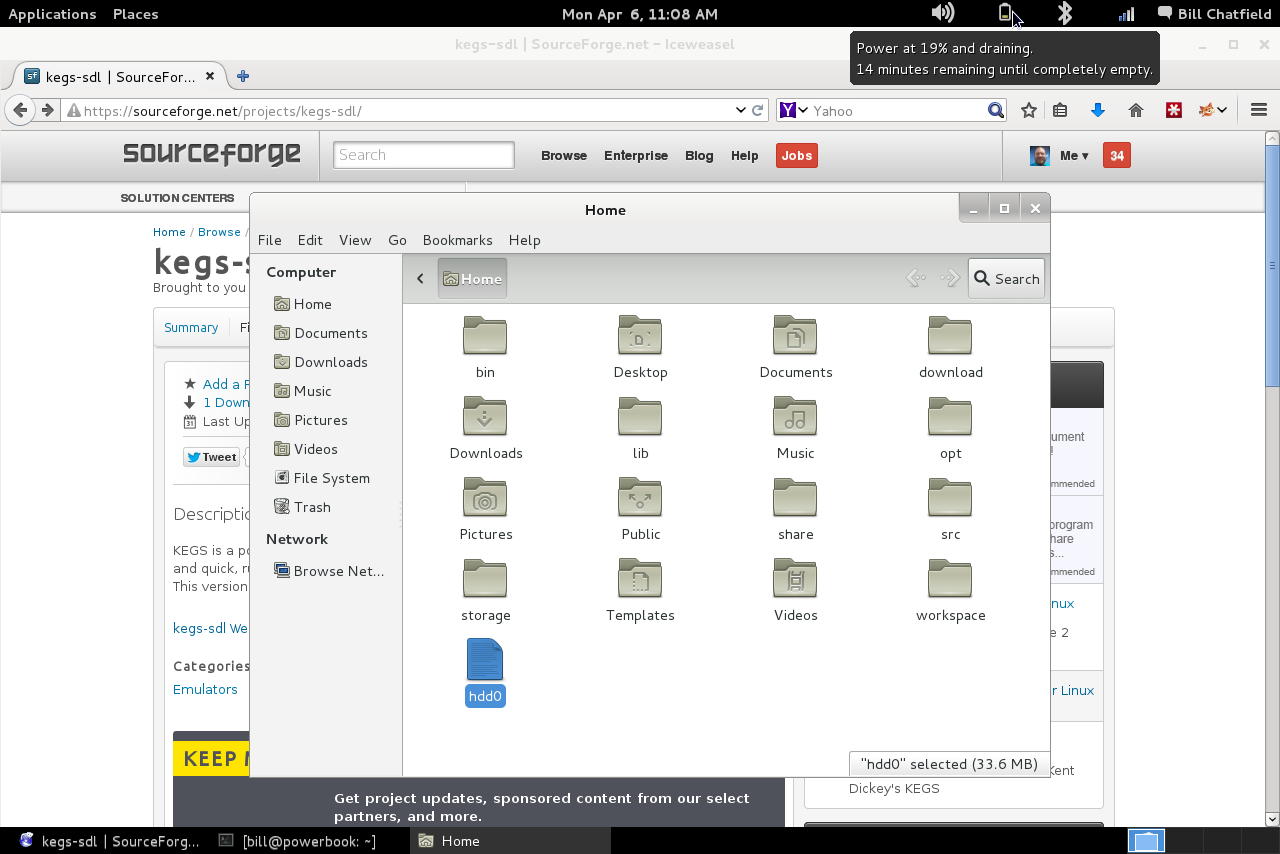 Applications Places Mon Apr 6, 11:08 AM Bill Chatfield
kegs-sdl | SourceForge.net – Iceweasel
Power at 19% and draining.
14 minutes remaining until completely empty.
sf kegs-sdl | SourceFor...
https://sourceforge.net/projects/kegs-sdl/ Yahoo
sourceforge Search Browse Enterprise Blog Help Jobs Me ▾ 34
SOLUTION CENTERS
Home / Browse /
kegs-s
Brought to you
Summary Fi
Add a R
1 Down
31 Last Up
Tweet
Descriptio
KEGS is a po
and quick, ru
This version
kegs-sdl We
Categories
Emulators
KEEP M
Get project updates, sponsored content from our select
partners, and more.
Home
File Edit View Go Bookmarks Help
Computer
Home
Documents
Downloads
Music
Pictures
Videos
File System
Trash
Network
Browse Net...
Home Search
bin Desktop Documents download
Downloads lib Music opt
Pictures Public share src
storage Templates Videos workspace
hdd0
"hdd0" selected (33.6 MB)
ument
!
mmended
program
hare
s...
mmended
inux
e 2
r Linux
Kent
Dickey's KEGS
kegs-sdl | SourceForg... [bill@powerbook: ~] Home